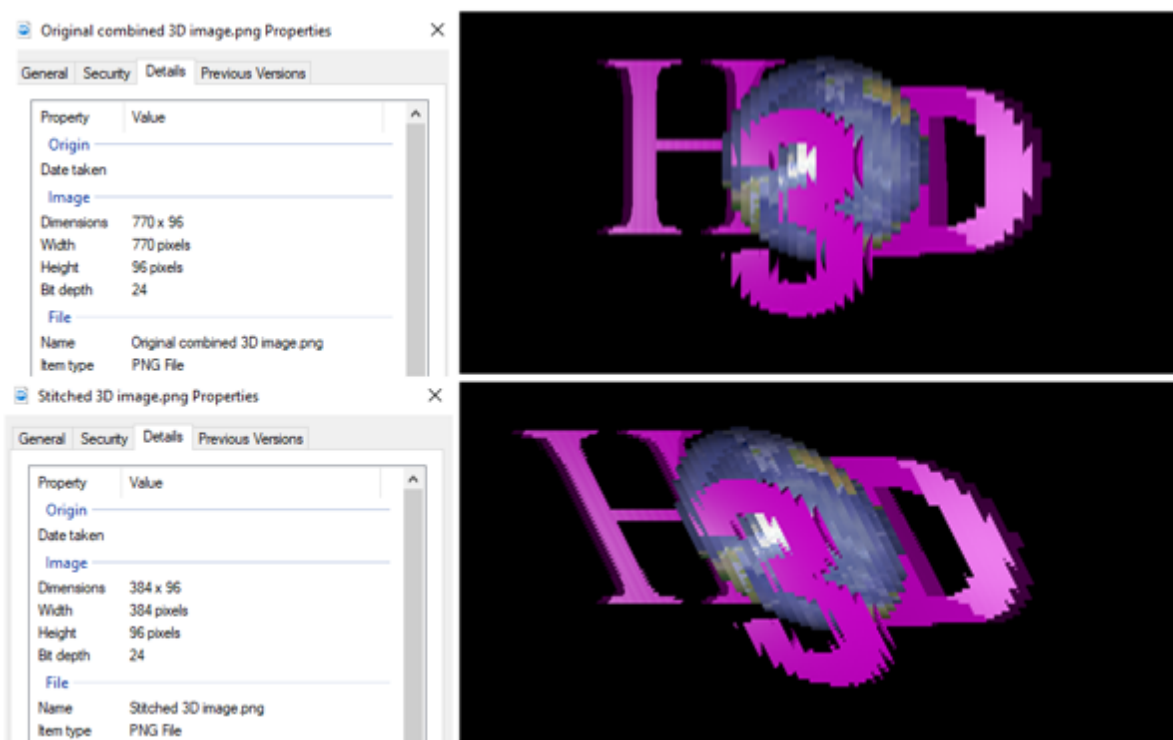 Original combined 3D image.png Properties
General Security Details Previous Versions
Property Value
Origin
Date taken
Image
Dimensions 770 x 96
Width 770 pixels
Height 96 pixels
Bit depth 24
File
Name Original combined 3D image.png
Item type PNG File
H3D
Stitched 3D image.png Properties
General Security Details Previous Versions
Property Value
Origin
Date taken
Image
Dimensions 384 x 96
Width 384 pixels
Height 96 pixels
Bit depth 24
File
Name Stitched 3D image.png
Item type PNG File
H3D